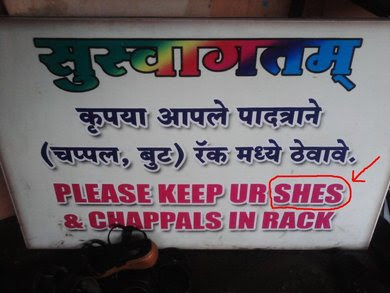 सुस्वागतम्
कृपया आपले पादत्राने
(चप्पल, बुट) रॅक मध्ये ठेवावे.
PLEASE KEEP UR SHES
& CHAPPALS IN RACK